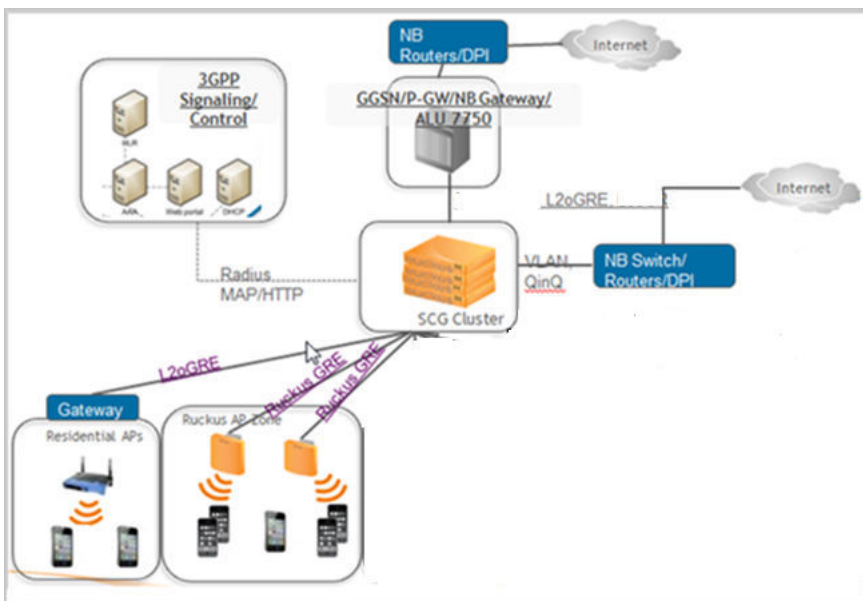 NB
Routers/DPI
Internet
3GPP
Signaling/
Control
GGSN/P-GW/NB Gateway/
ALU 7750
HLR
AAA
Web portal
DHCP
L2oGRE,
Internet
NB Switch/
Routers/DPI
VLAN,
QinQ
Radius
MAP/HTTP
SCG Cluster
L2oGRE
Ruckus GRE
Ruckus GRE
Gateway
Residential APs
Ruckus AP Zone